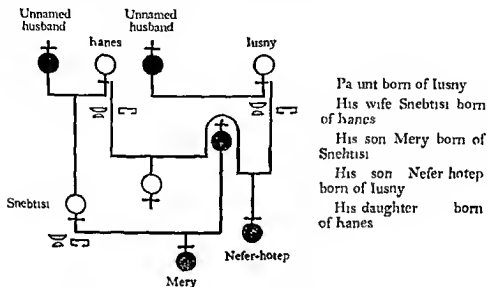 Unnamed
husband
Unnamed
husband
hanes
Iusny
Snebtisi
Nefer-hotep
Mery
Pa unt born of Iusny
His wife Snebtisi born
of hanes
His son Mery born of
Snebtisi
His son Nefer hotep
born of Iusny
His daughter born
of hanes